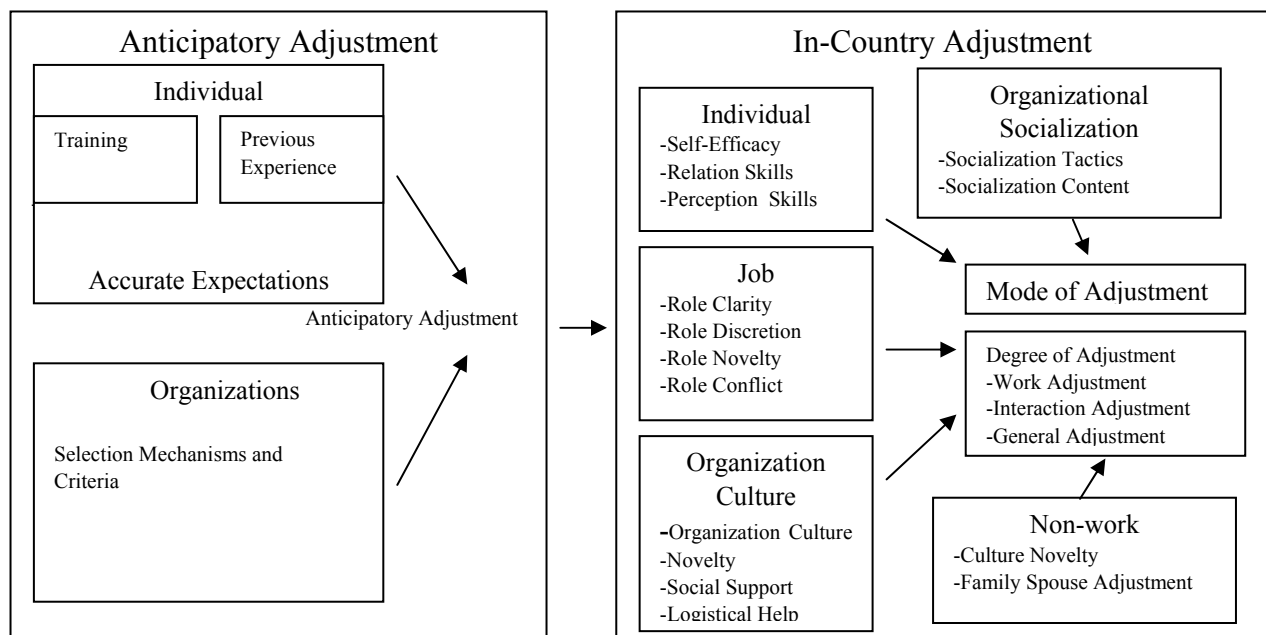 Anticipatory Adjustment
Individual
Training
Previous
Experience
Accurate Expectations
Anticipatory Adjustment
Organizations
Selection Mechanisms and
Criteria
In-Country Adjustment
Individual
-Self-Efficacy
-Relation Skills
-Perception Skills
Organizational
Socialization
-Socialization Tactics
-Socialization Content
Job
-Role Clarity
-Role Discretion
-Role Novelty
-Role Conflict
Mode of Adjustment
Degree of Adjustment
-Work Adjustment
-Interaction Adjustment
-General Adjustment
Organization
Culture
-Organization Culture
-Novelty
-Social Support
-Logistical Help
Non-work
-Culture Novelty
-Family Spouse Adjustment